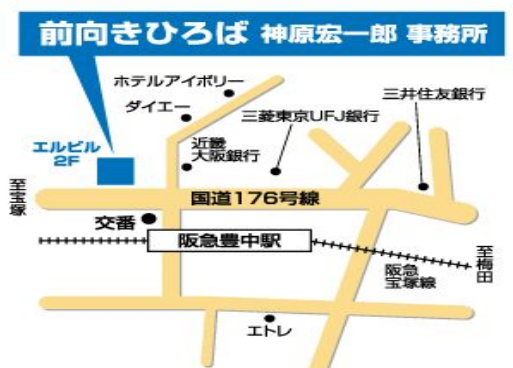 前向きひろば 神原宏一郎 事務所
ホテルアイボリー
ダイエー
三井住友銀行
三菱東京UFJ銀行
エルビル
2F
近畿
大阪銀行
至宝塚
国道176号線
交番
阪急豊中駅
至梅田
阪急
宝塚線
エトレ